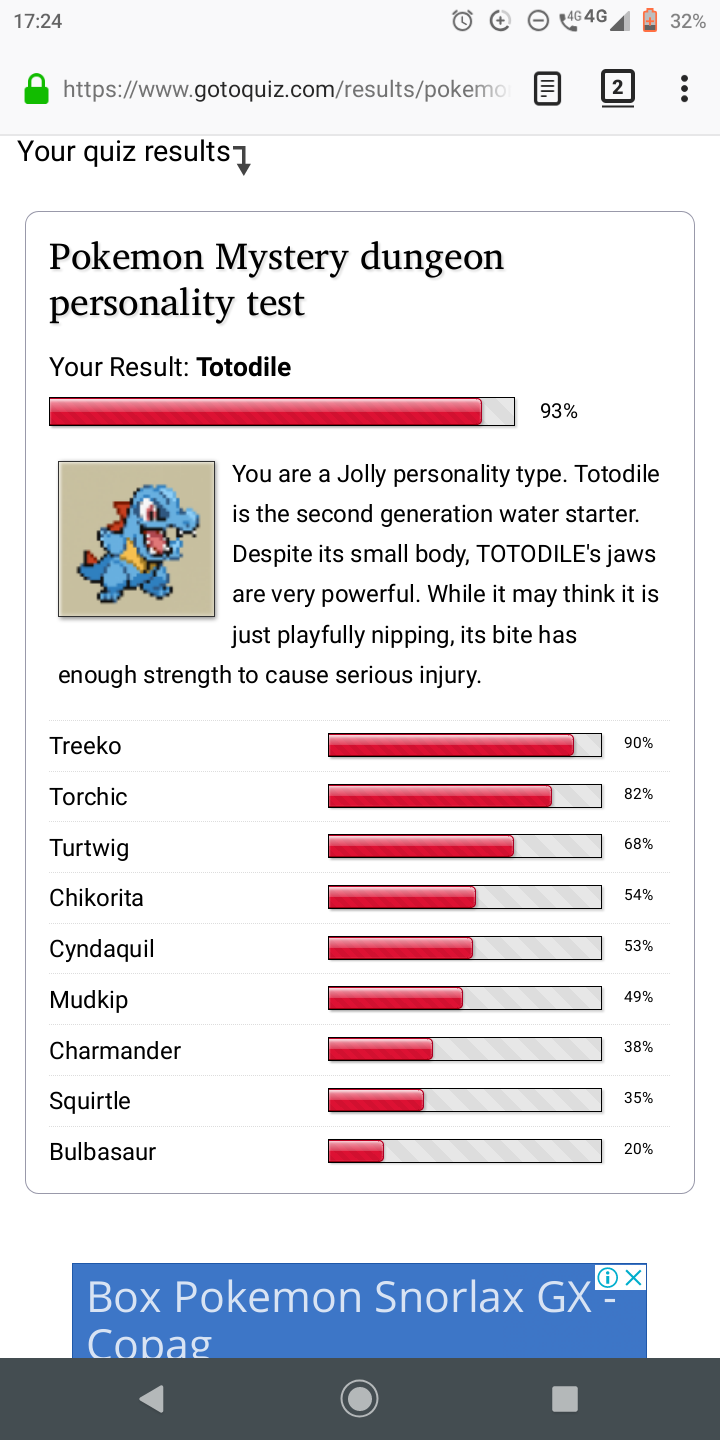 17:24
4G 4G 32%
https://www.gotoquiz.com/results/pokemo
2
Your quiz results
Pokemon Mystery dungeon
personality test
Your Result: Totodile
93%
You are a Jolly personality type. Totodile
is the second generation water starter.
Despite its small body, TOTODILE's jaws
are very powerful. While it may think it is
just playfully nipping, its bite has
enough strength to cause serious injury.
Treeko 90%
Torchic 82%
Turtwig 68%
Chikorita 54%
Cyndaquil 53%
Mudkip 49%
Charmander 38%
Squirtle 35%
Bulbasaur 20%
Box Pokemon Snorlax GX -
Copag